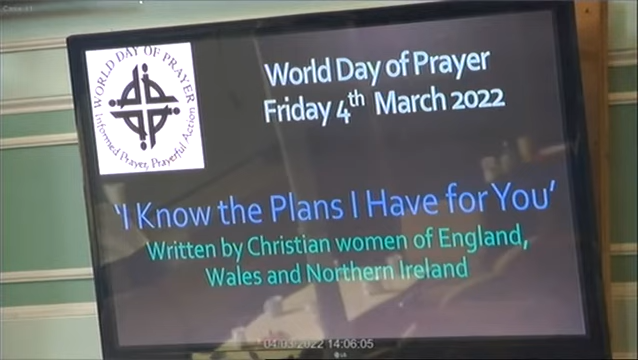 WORLD DAY OF PRAYER
Informed Prayer, Prayerful Action
World Day of Prayer
Friday 4th March 2022
'I Know the Plans I Have for You'
Written by Christian women of England,
Wales and Northern Ireland
04.03.2022 14:06:05
LG